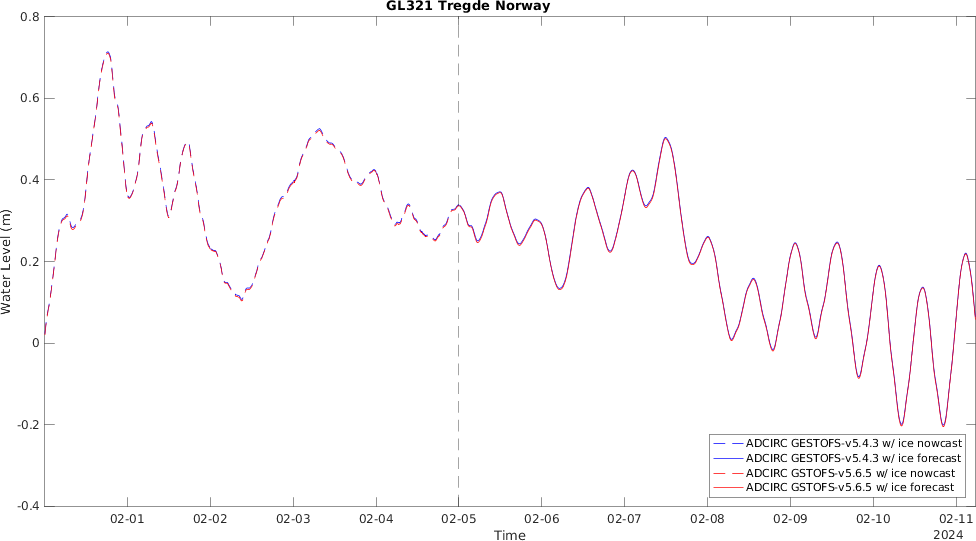 GL321 Tregde Norway
0.8
0.6
0.4
0.2
0
-0.2
-0.4
Water Level (m)
ADCIRC GESTOFS-v5.4.3 w/ ice nowcast
ADCIRC GESTOFS-v5.4.3 w/ ice forecast
ADCIRC GSTOFS-v5.6.5 w/ ice nowcast
ADCIRC GSTOFS-v5.6.5 w/ ice forecast
02-01 02-02 02-03 02-04 02-05 02-06 02-07 02-08 02-09 02-10 02-11
Time
2024